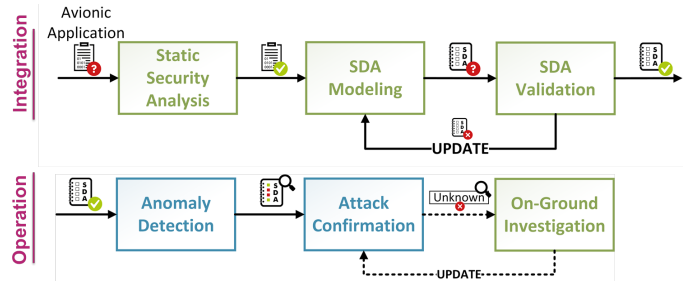 Avionic
Application
Integration
Static
Security
Analysis
SDA
Modeling
SDA
Validation
UPDATE
Operation
Anomaly
Detection
Attack
Confirmation
Unknown
On-Ground
Investigation
UPDATE